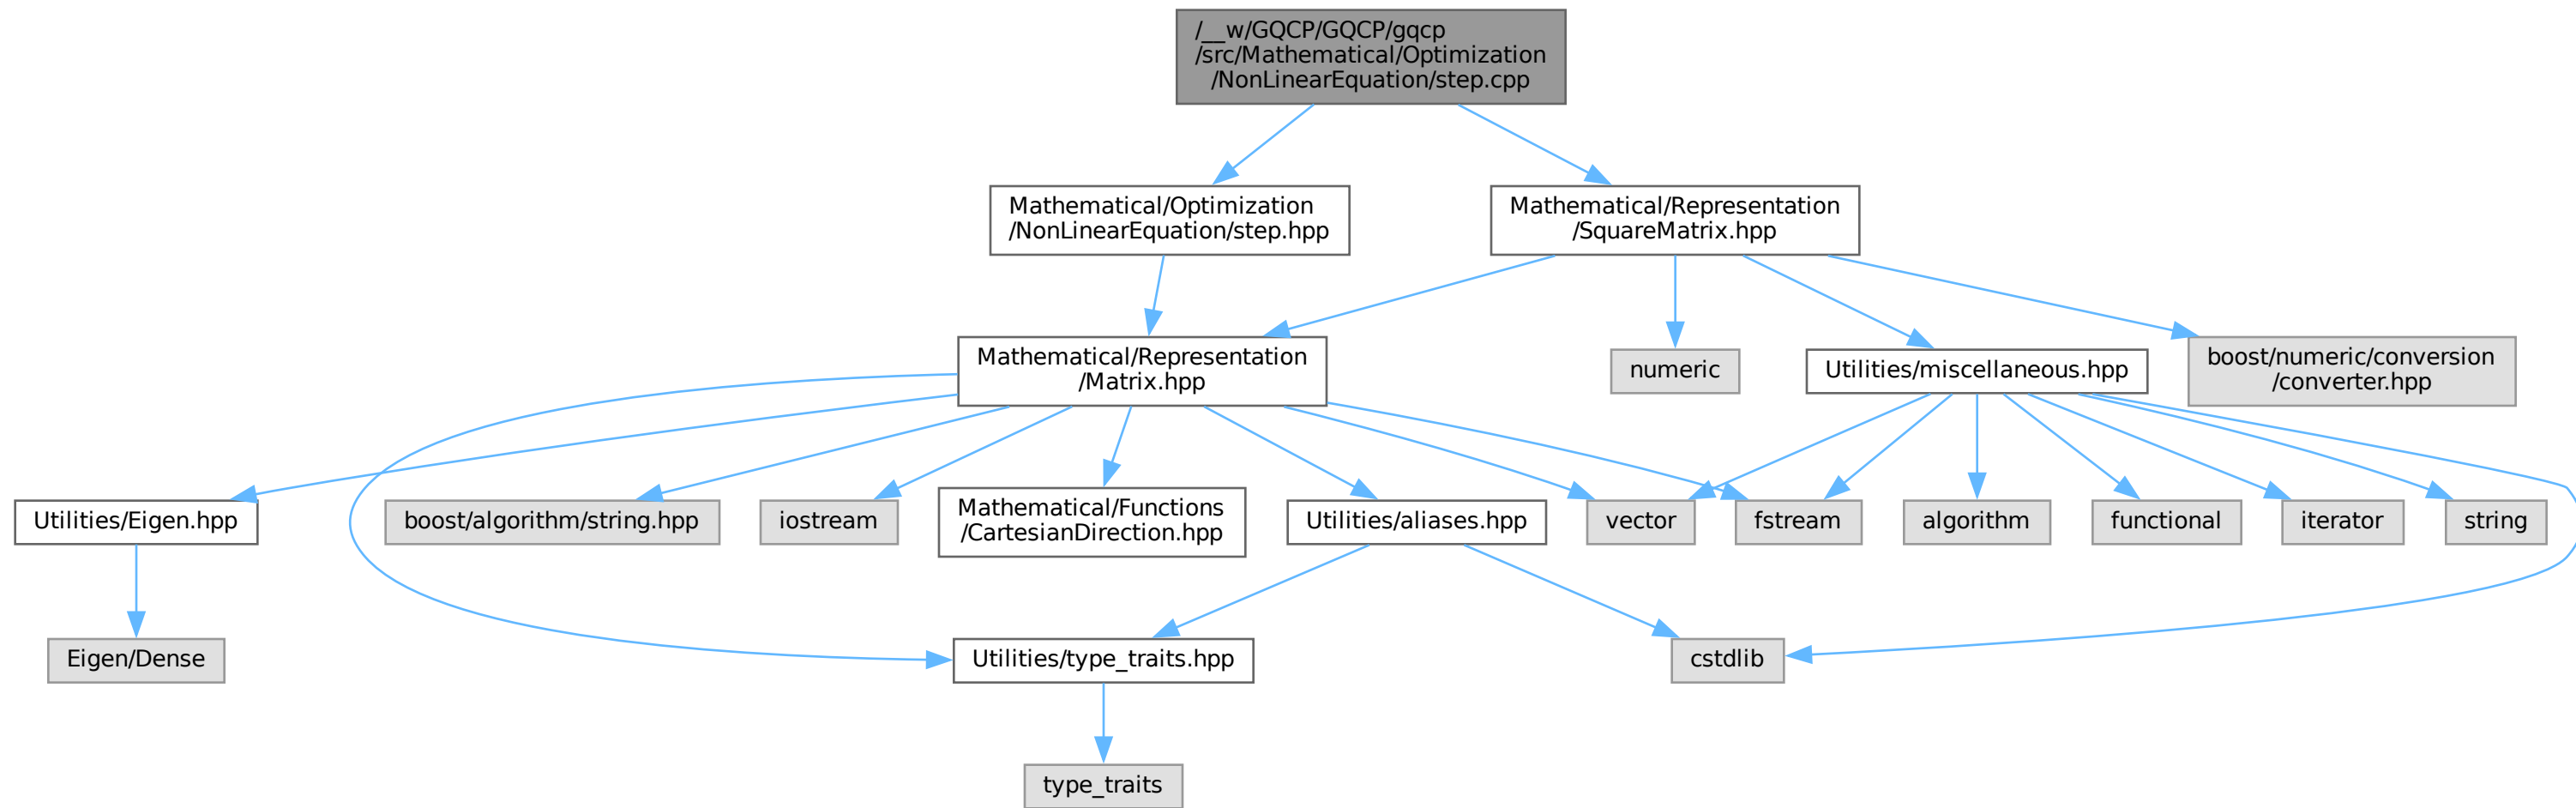 /__w/GQCP/GQCP/gqcp
/src/Mathematical/Optimization
/NonLinearEquation/step.cpp
Mathematical/Optimization
/NonLinearEquation/step.hpp
Mathematical/Representation
/SquareMatrix.hpp
Mathematical/Representation
/Matrix.hpp
numeric
Utilities/miscellaneous.hpp
boost/numeric/conversion
/converter.hpp
Utilities/Eigen.hpp
boost/algorithm/string.hpp
iostream
Mathematical/Functions
/CartesianDirection.hpp
Utilities/aliases.hpp
vector
fstream
algorithm
functional
iterator
string
Eigen/Dense
Utilities/type_traits.hpp
cstdlib
type_traits